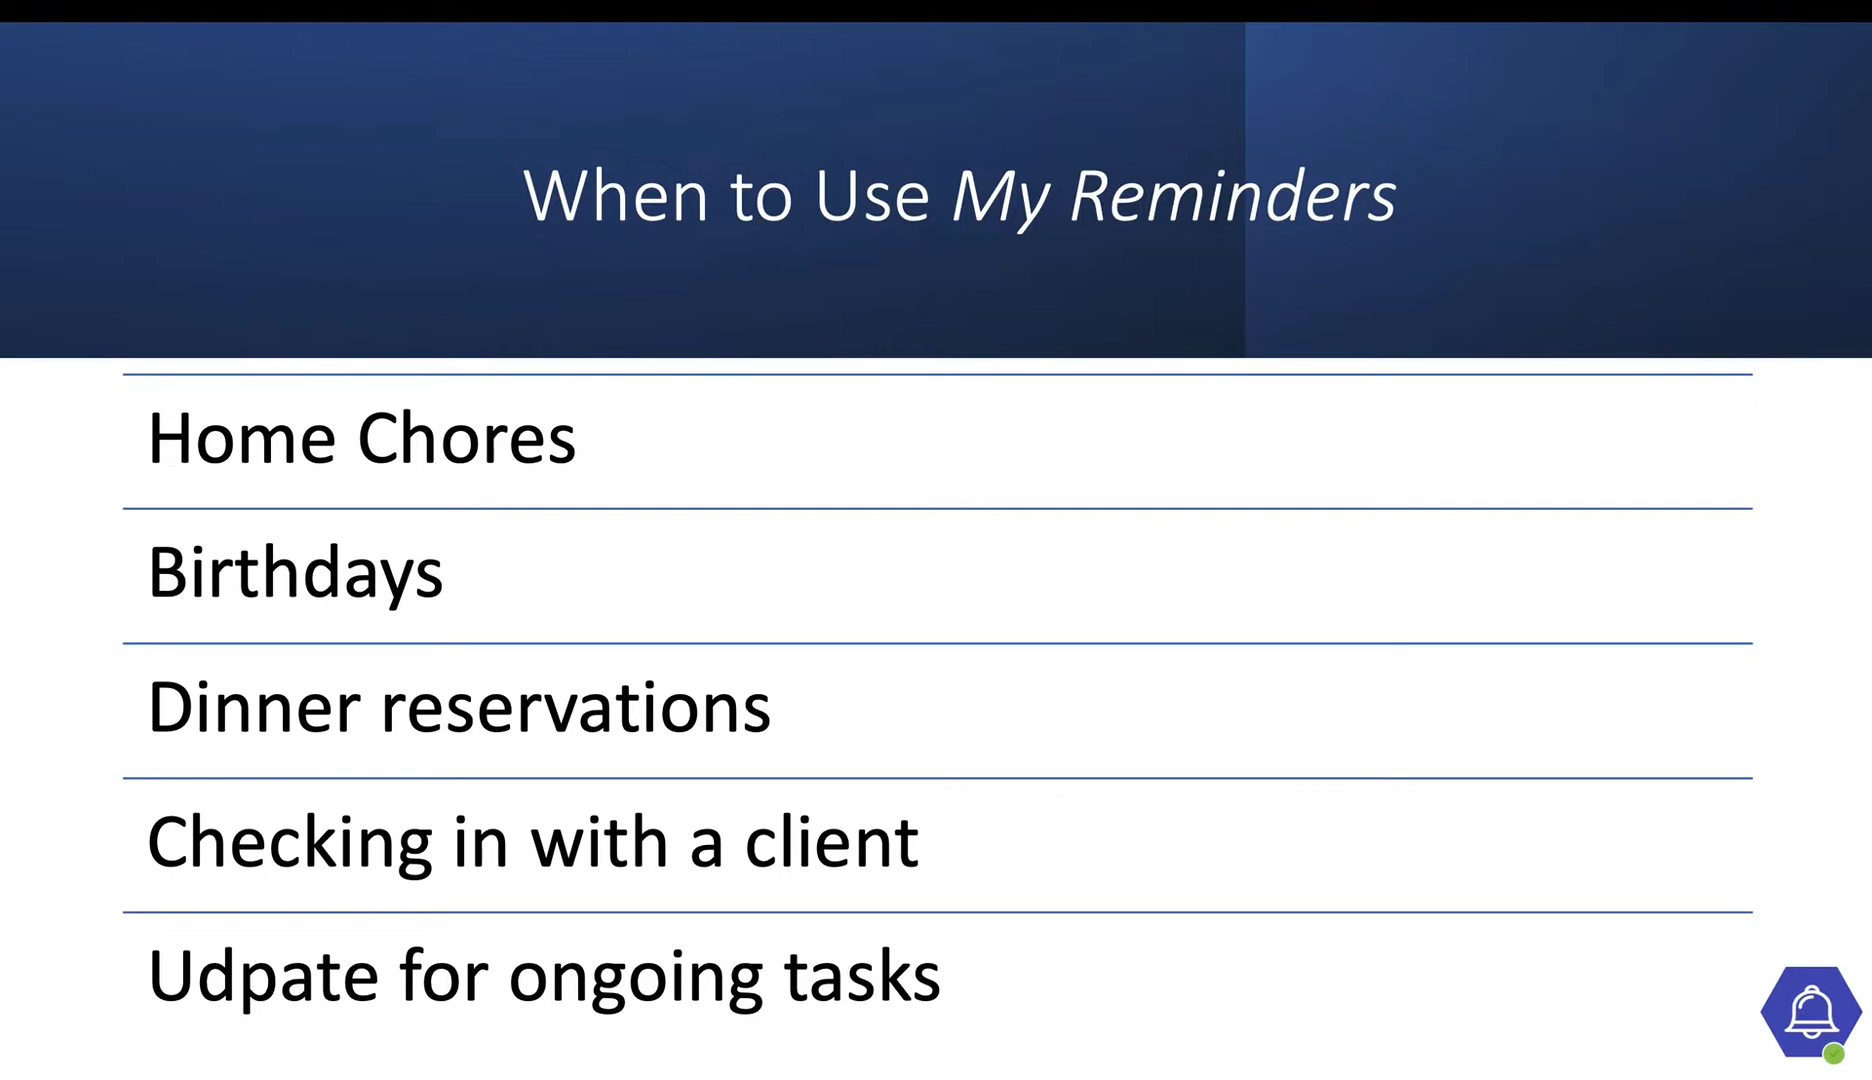 When to Use My Reminders
Home Chores
Birthdays
Dinner reservations
Checking in with a client
Udpate for ongoing tasks